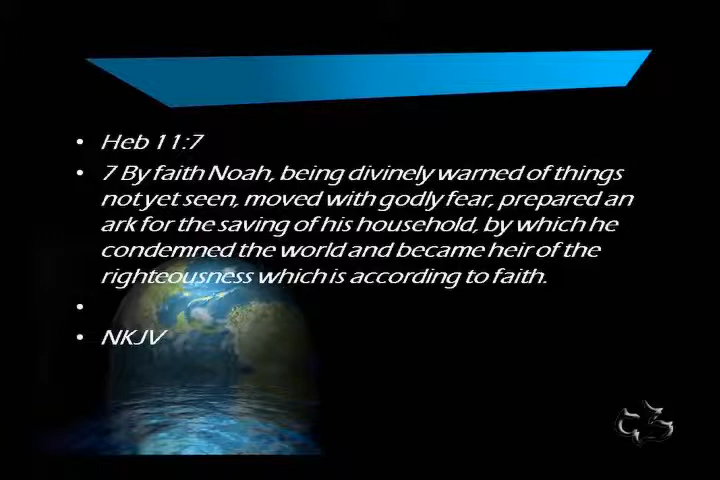 • Heb 11:7
• 7 By faith Noah, being divinely warned of things
not yet seen, moved with godly fear, prepared an
ark for the saving of his household, by which he
condemned the world and became heir of the
righteousness which is according to faith.
•
• NKJV